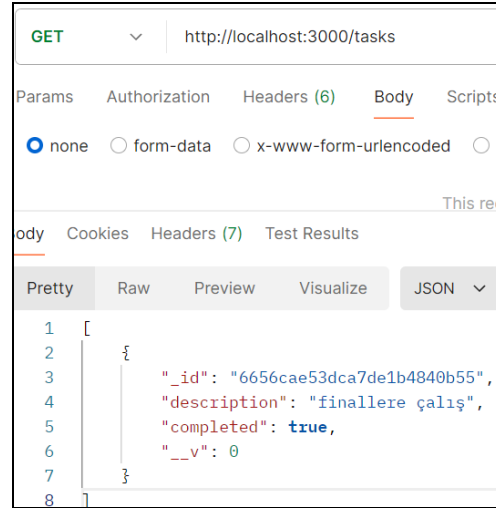 GET http://localhost:3000/tasks
Params Authorization Headers (6) Body Scripts
none form-data x-www-form-urlencoded
This
Body Cookies Headers (7) Test Results
Pretty Raw Preview Visualize JSON
1 [
2 {
3 "_id": "6656cae53dca7de1b4840b55",
4 "description": "finallere çalış",
5 "completed": true,
6 "__v": 0
7 }
8 ]